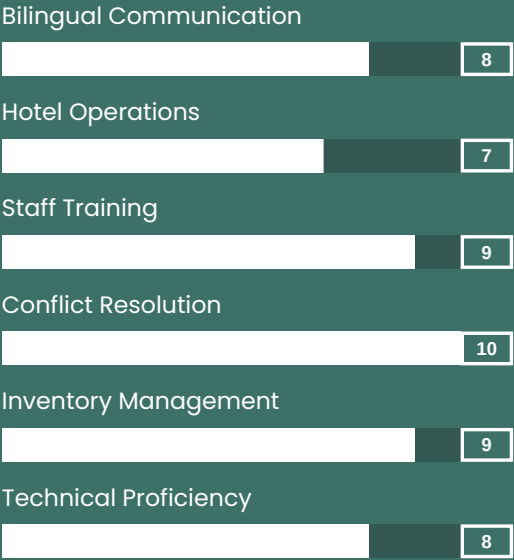 Bilingual Communication
8
Hotel Operations
7
Staff Training
9
Conflict Resolution
10
Inventory Management
9
Technical Proficiency
8